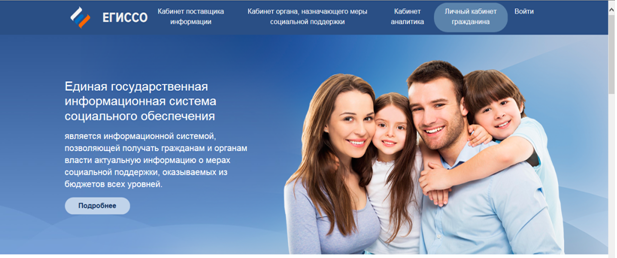 ЕГИССО
Кабинет поставщика
информации
Кабинет органа, назначающего меры
социальной поддержки
Кабинет
аналитика
Личный кабинет
гражданина
Войти
Единая государственная
информационная система
социального обеспечения
является информационной системой,
позволяющей получать гражданам и органам
власти актуальную информацию о мерах
социальной поддержки, оказываемых из
бюджетов всех уровней.
Подробнее